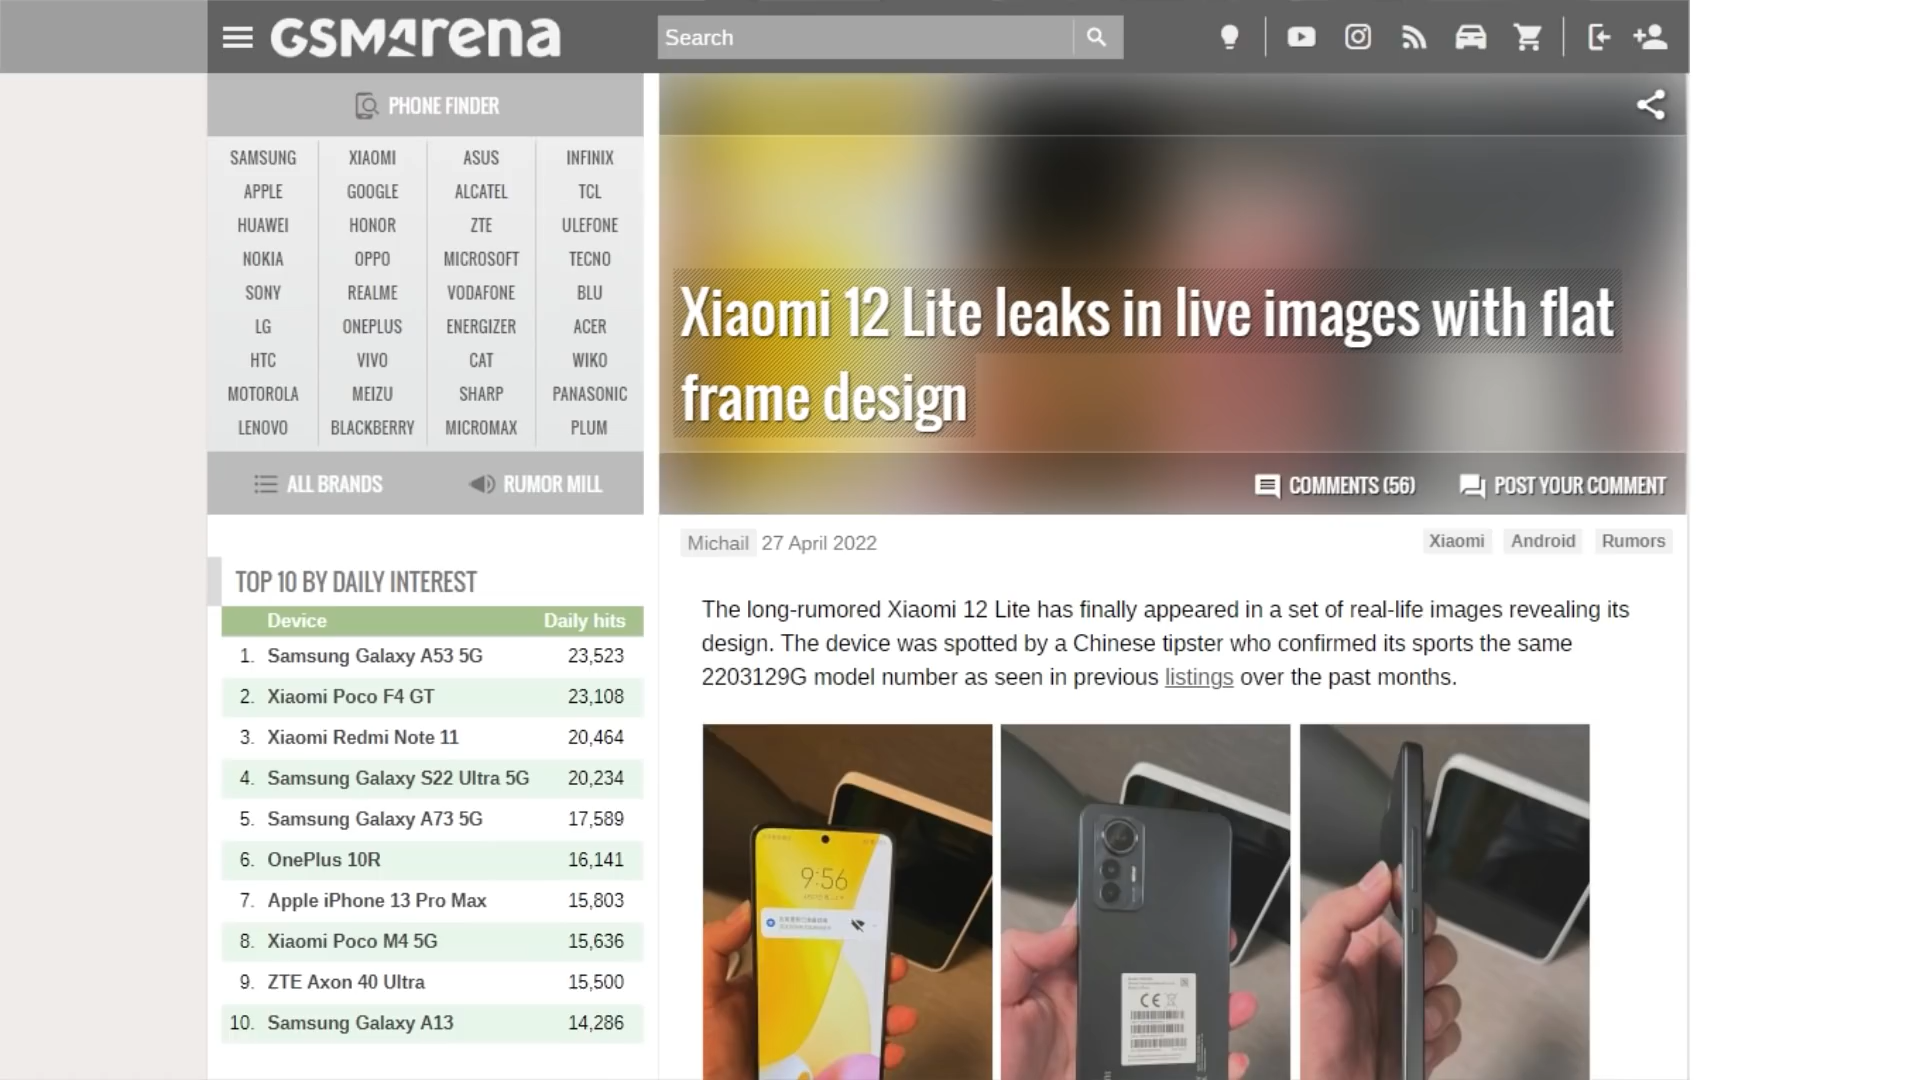 GSMArena
Search
PHONE FINDER
SAMSUNG XIAOMI ASUS INFINIX
APPLE GOOGLE ALCATEL TCL
HUAWEI HONOR ZTE ULEFONE
NOKIA OPPO MICROSOFT TECNO
SONY REALME VODAFONE BLU
LG ONEPLUS ENERGIZER ACER
HTC VIVO CAT WIKO
MOTOROLA MEIZU SHARP PANASONIC
LENOVO BLACKBERRY MICROMAX PLUM
ALL BRANDS RUMOR MILL
TOP 10 BY DAILY INTEREST
Device Daily hits
1. Samsung Galaxy A53 5G 23,523
2. Xiaomi Poco F4 GT 23,108
3. Xiaomi Redmi Note 11 20,464
4. Samsung Galaxy S22 Ultra 5G 20,234
5. Samsung Galaxy A73 5G 17,589
6. OnePlus 10R 16,141
7. Apple iPhone 13 Pro Max 15,803
8. Xiaomi Poco M4 5G 15,636
9. ZTE Axon 40 Ultra 15,500
10. Samsung Galaxy A13 14,286
Xiaomi 12 Lite leaks in live images with flat
frame design
COMMENTS (56) POST YOUR COMMENT
Michail 27 April 2022 Xiaomi Android Rumors
The long-rumored Xiaomi 12 Lite has finally appeared in a set of real-life images revealing its
design. The device was spotted by a Chinese tipster who confirmed its sports the same
2203129G model number as seen in previous listings over the past months.
9:56
CE